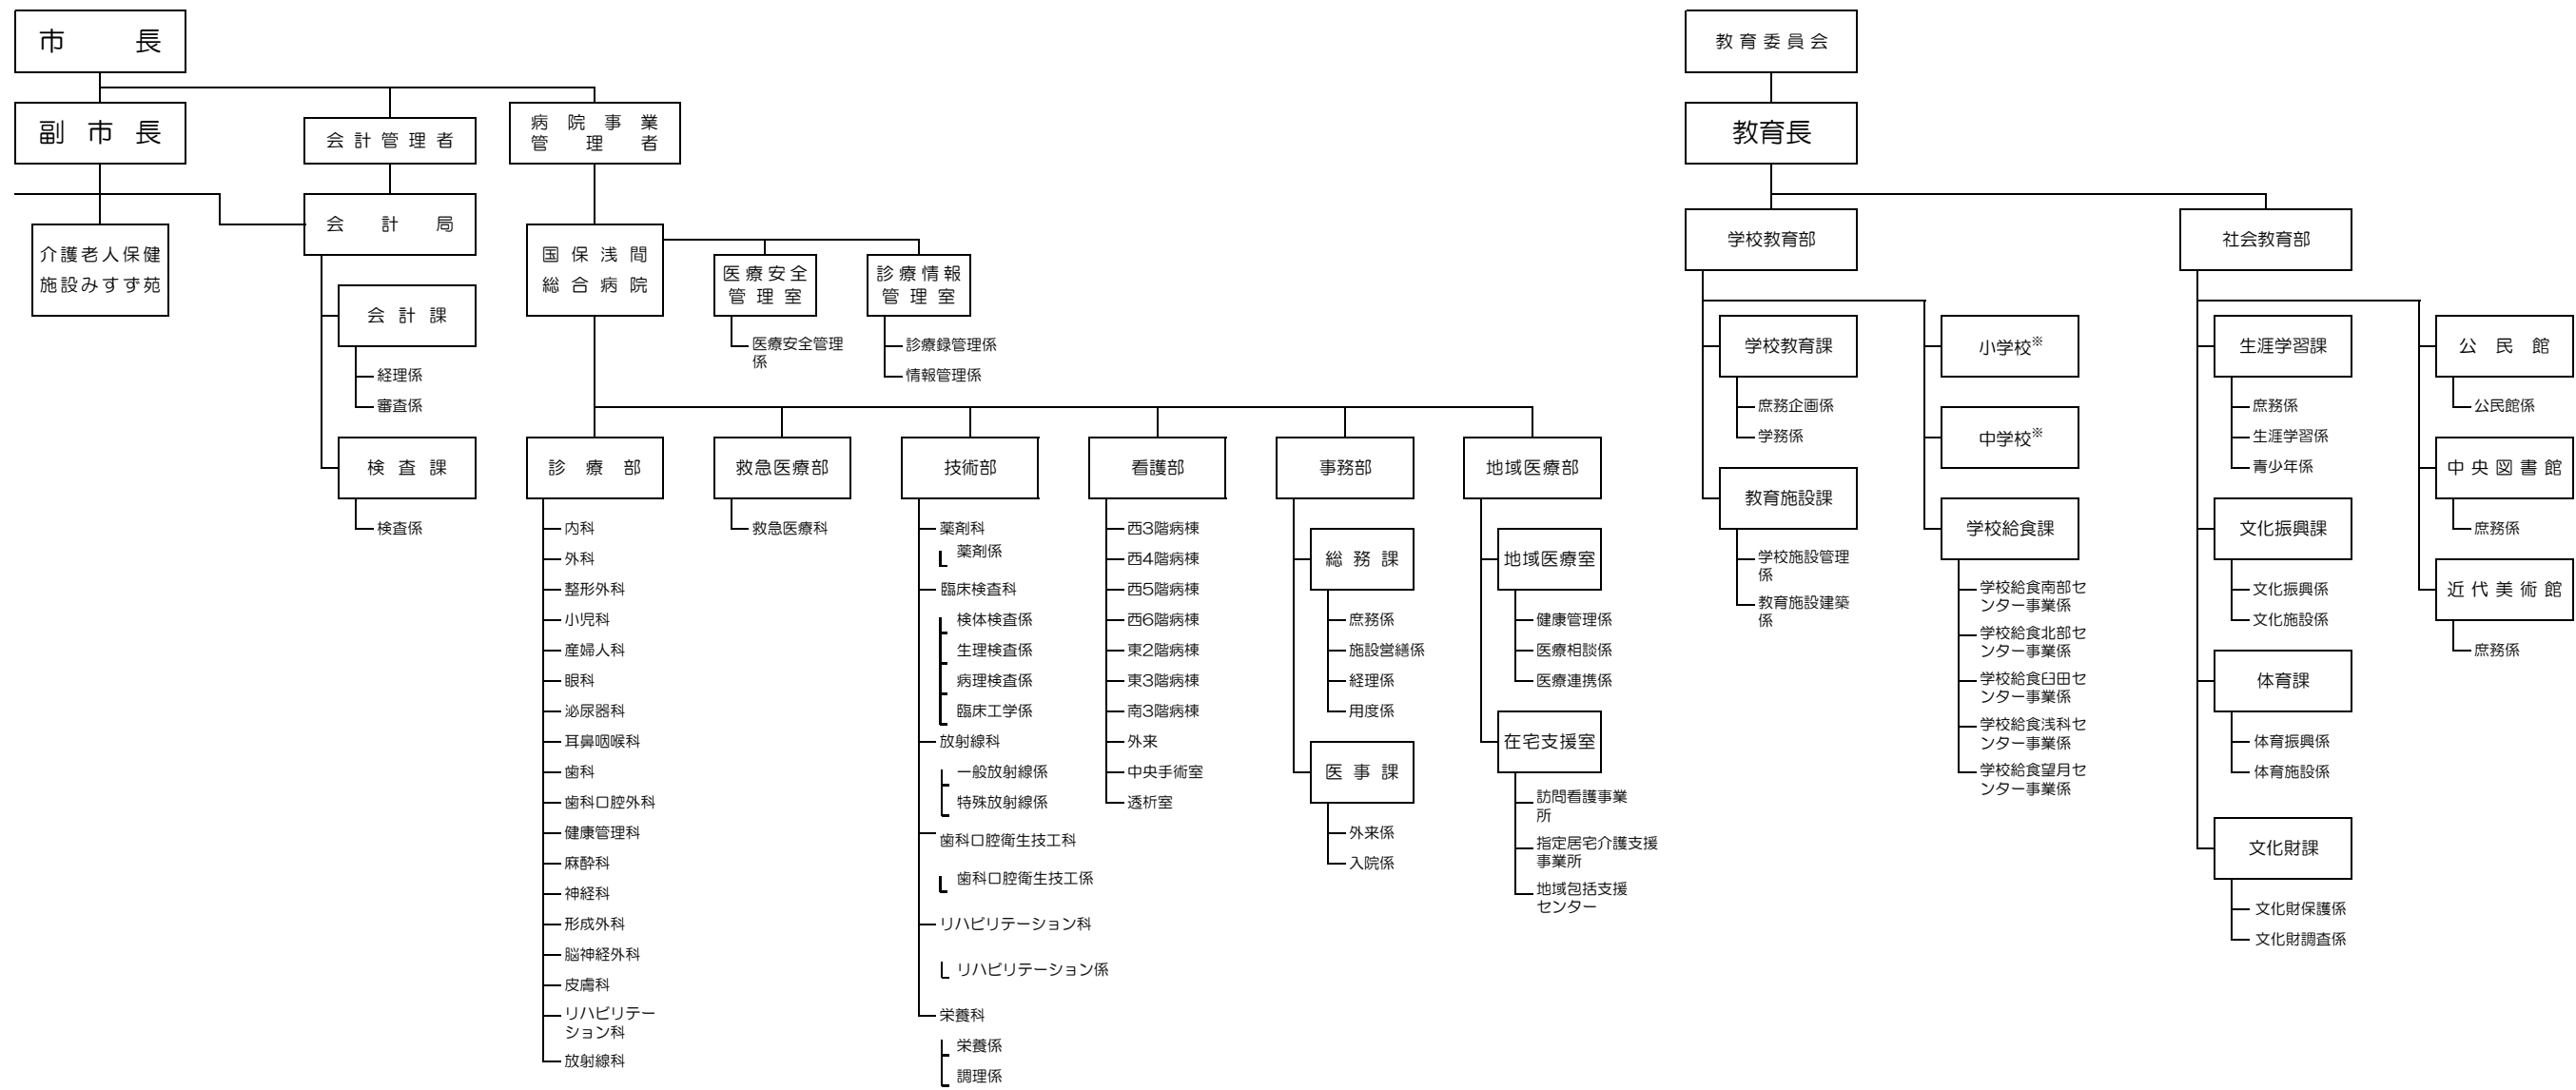 市長
副市長
会計管理者
病院事業
管理者
会計局
介護老人保健
施設みすず苑
会計課
経理係
審査係
検査課
検査係
国保浅間
総合病院
医療安全
管理室
医療安全管理
係
診療情報
管理室
診療録管理係
情報管理係
診療部
内科
外科
整形外科
小児科
産婦人科
眼科
泌尿器科
耳鼻咽喉科
歯科
歯科口腔外科
健康管理科
麻酔科
神経科
形成外科
脳神経外科
皮膚科
リハビリテー
ション科
放射線科
救急医療部
救急医療科
技術部
薬剤科
薬剤係
臨床検査科
検体検査係
生理検査係
病理検査係
臨床工学係
放射線科
一般放射線係
特殊放射線係
歯科口腔衛生技工科
歯科口腔衛生技工係
リハビリテーション科
リハビリテーション係
栄養科
栄養係
調理係
看護部
西3階病棟
西4階病棟
西5階病棟
西6階病棟
東2階病棟
東3階病棟
南3階病棟
外来
中央手術室
透析室
事務部
総務課
庶務係
施設営繕係
経理係
用度係
医事課
外来係
入院係
地域医療部
地域医療室
健康管理係
医療相談係
医療連携係
在宅支援室
訪問看護事業
所
指定居宅介護支援
事業所
地域包括支援
センター
教育委員会
教育長
学校教育部
学校教育課
庶務企画係
学務係
教育施設課
学校施設管理
係
教育施設建築
係
小学校※
中学校※
学校給食課
学校給食南部セ
ンター事業係
学校給食北部セ
ンター事業係
学校給食臼田セ
ンター事業係
学校給食浅科セ
ンター事業係
学校給食望月セ
ンター事業係
社会教育部
生涯学習課
庶務係
生涯学習係
青少年係
文化振興課
文化振興係
文化施設係
体育課
体育振興係
体育施設係
文化財課
文化財保護係
文化財調査係
公民館
公民館係
中央図書館
庶務係
近代美術館
庶務係